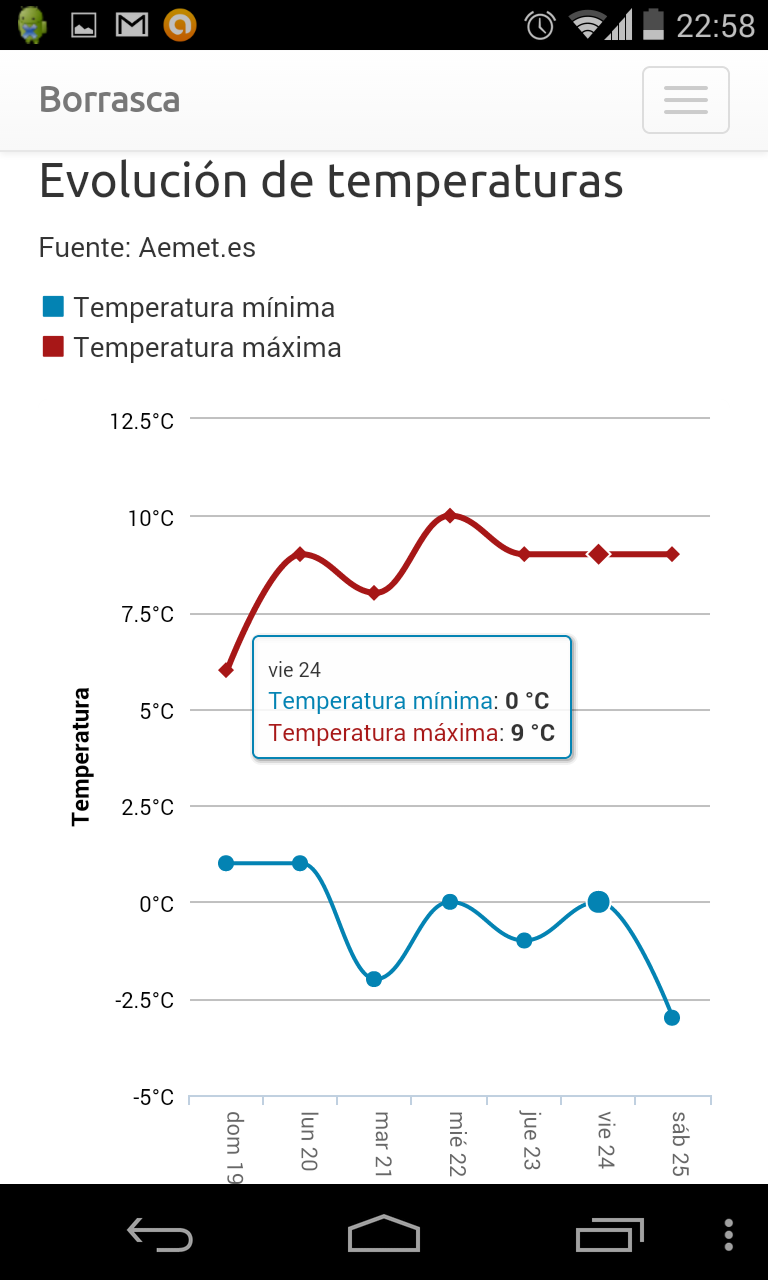 22:58
Borrasca
Evolución de temperaturas
Fuente: Aemet.es
Temperatura mínima
Temperatura máxima
12.5°C
10°C
7.5°C
5°C
2.5°C
0°C
-2.5°C
-5°C
Temperatura
vie 24
Temperatura mínima: 0 °C
Temperatura máxima: 9 °C
dom 19
lun 20
mar 21
mié 22
jue 23
vie 24
sáb 25